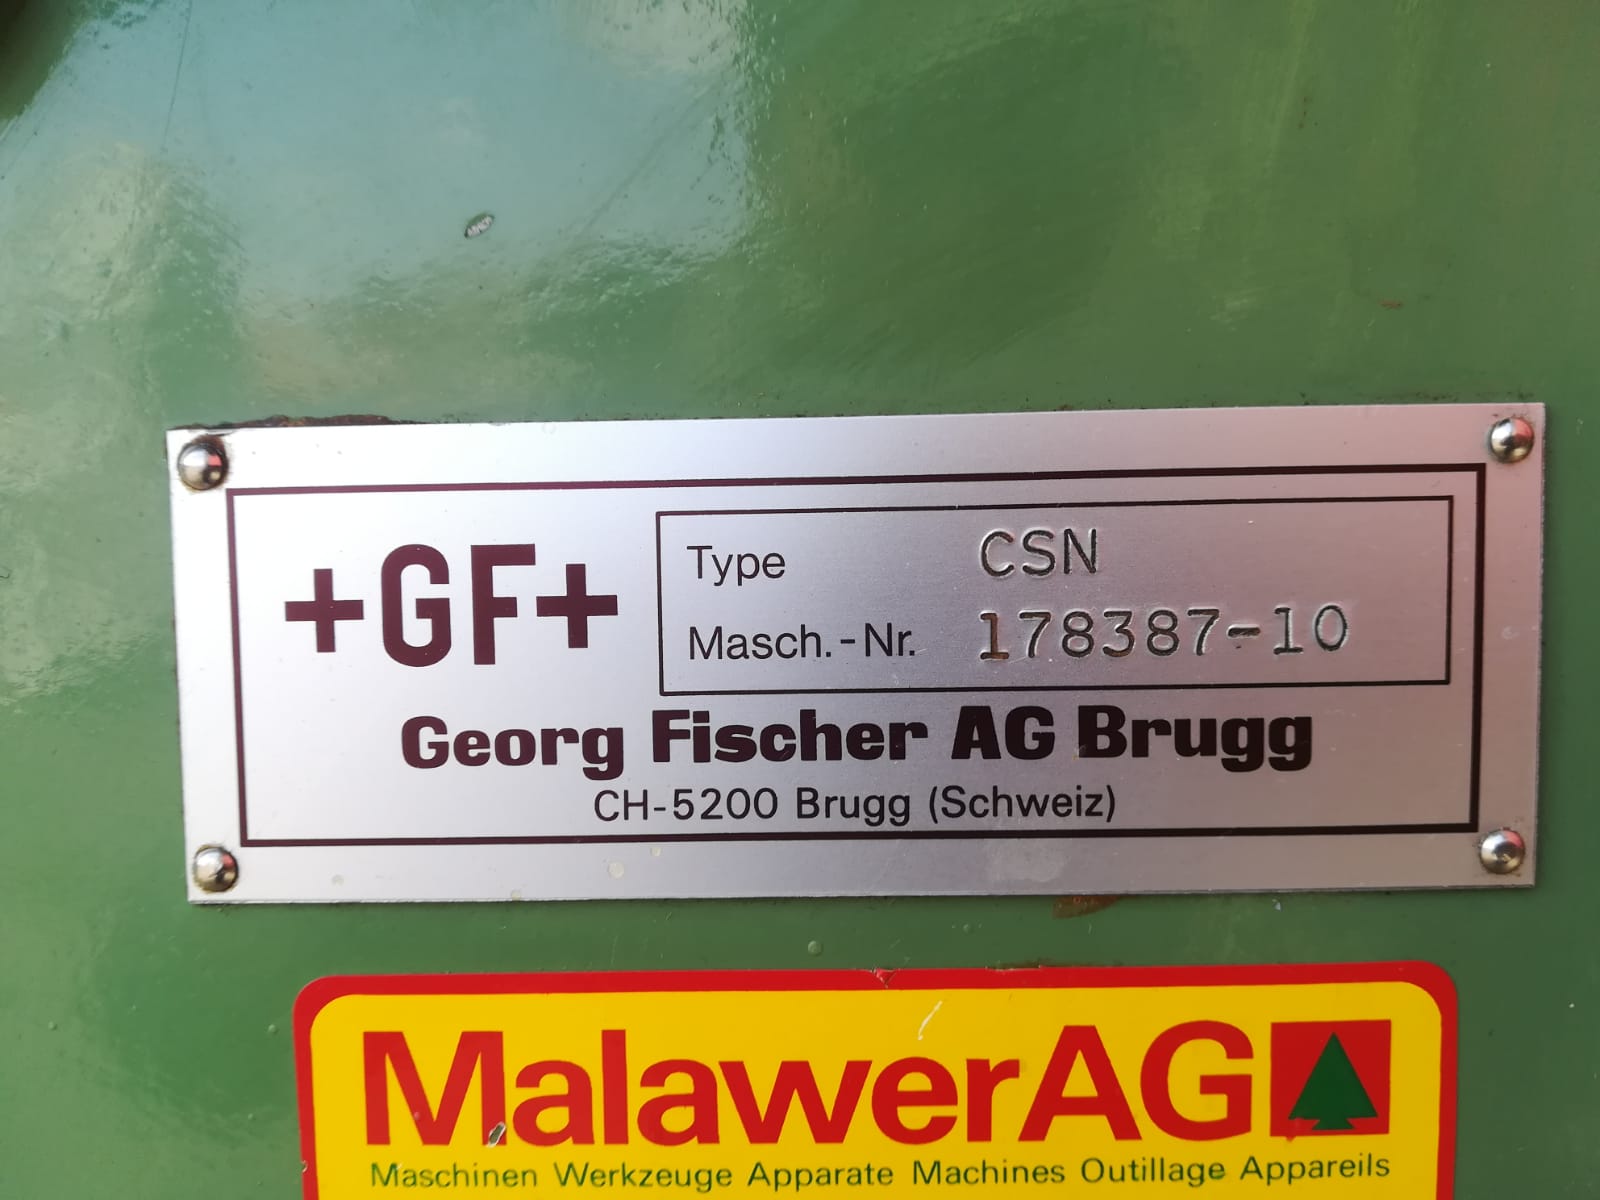 +GF+
Type CSN
Masch.-Nr. 178387-10
Georg Fischer AG Brugg
CH-5200 Brugg (Schweiz)
MalawerAG
Maschinen Werkzeuge Apparate Machines Outillage Appareils